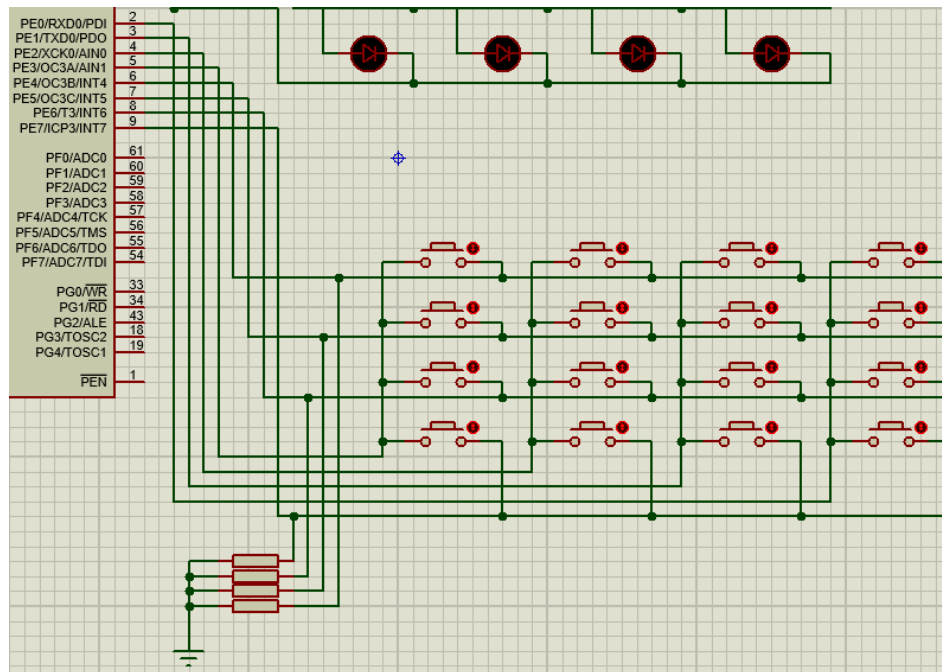 PE0/RXD0/PDI 2
PE1/TXD0/PDO 3
PE2/XCK0/AIN0 4
PE3/OC3A/AIN1 5
PE4/OC3B/INT4 6
PE5/OC3C/INT5 7
PE6/T3/INT6 8
PE7/ICP3/INT7 9
PF0/ADC0 61
PF1/ADC1 60
PF2/ADC2 59
PF3/ADC3 58
PF4/ADC4/TCK 57
PF5/ADC5/TMS 56
PF6/ADC6/TDO 55
PF7/ADC7/TDI 54
PG0/WR 33
PG1/RD 34
PG2/ALE 43
PG3/TOSC2 18
PG4/TOSC1 19
PEN 1